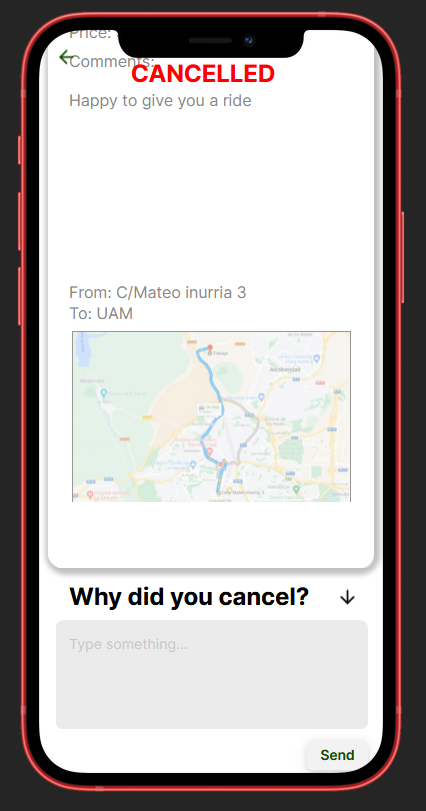 Price:
Comments:
CANCELLED
Happy to give you a ride
From: C/Mateo inurria 3
To: UAM
Alcobendas
Why did you cancel?
Type something...
Send